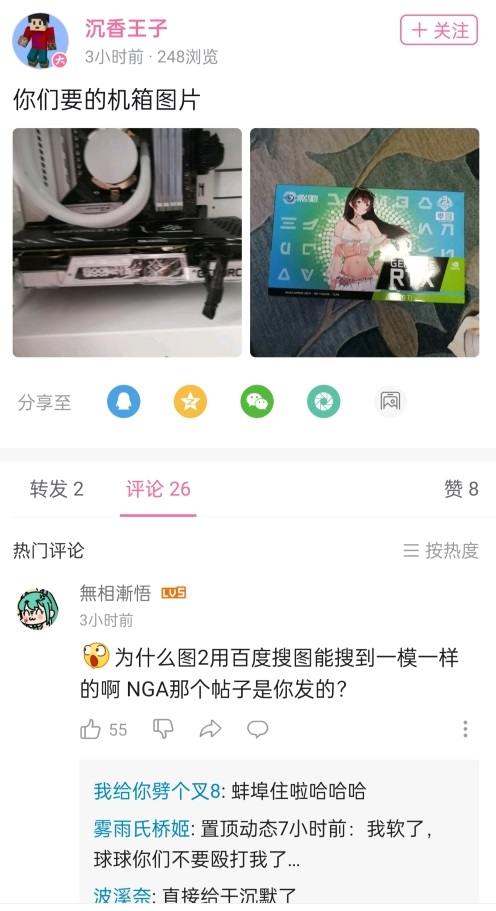 沉香王子
大
＋ 关注
3小时前 · 248浏览
你们要的机箱图片
GEFORCE RTX
RTX
分享至
转发 2
评论 26
赞 8
热门评论
按热度
無相漸悟 LV5
3小时前
为什么图2用百度搜图能搜到一模一样
的啊 NGA那个帖子是你发的？
55
我给你劈个叉8: 蚌埠住啦哈哈哈
雾雨氏桥姬: 置顶动态7小时前：我软了，
球球你们不要殴打我了...
波溪奈: 直接给干沉默了